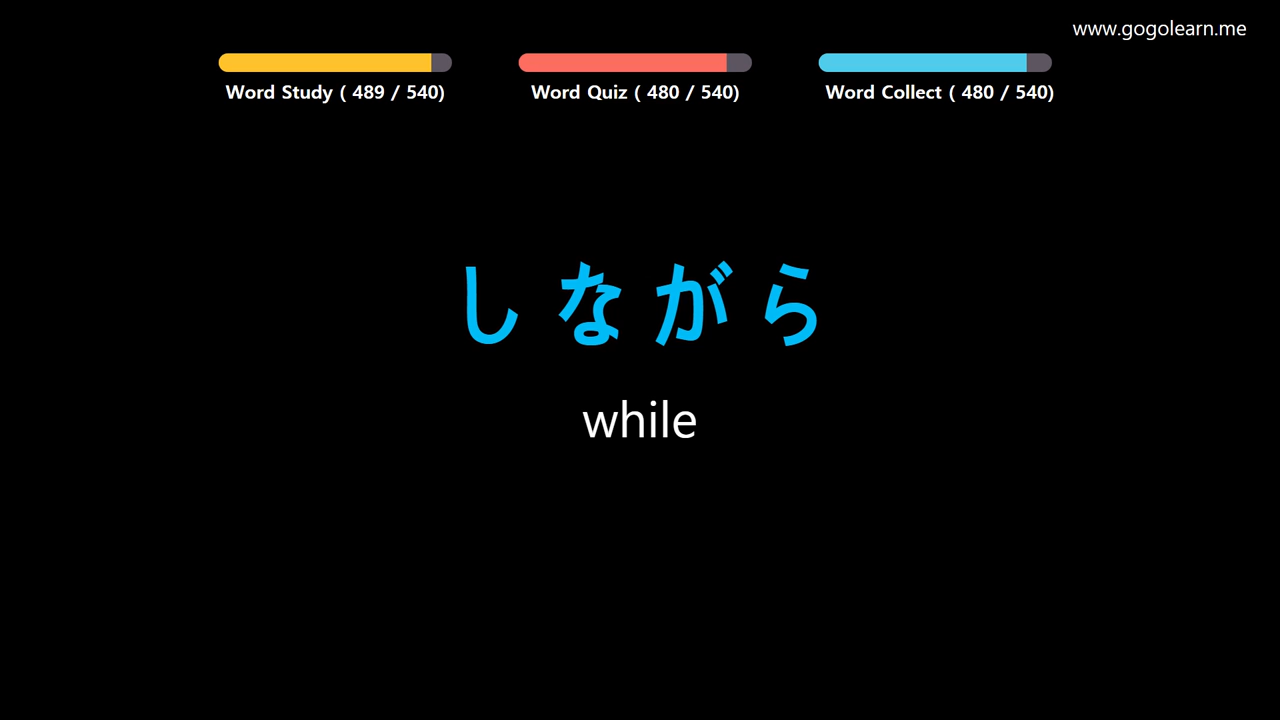 www.gogolearn.me
Word Study ( 489 / 540)
Word Quiz ( 480 / 540)
Word Collect ( 480 / 540)
しながら
while